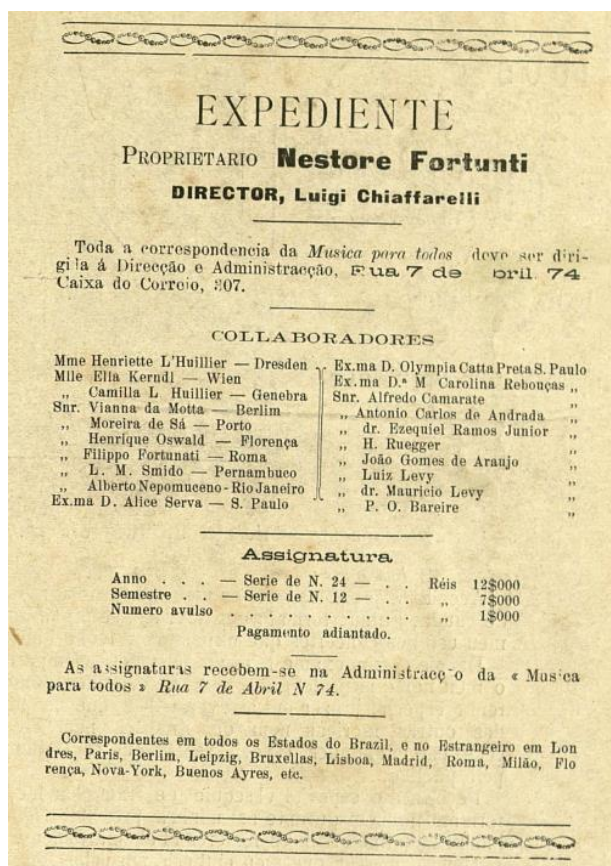 EXPEDIENTE
PROPRIETARIO Nestore Fortunti
DIRECTOR, Luigi Chiaffarelli
Toda a correspondencia da Musica para todos deve ser diri-
gi la á Direcção e Administracção, Rua 7 de bril 74
Caixa do Correio, 307.
COLLABORADORES
Mme Henriette L'Huillier — Dresden
Mlle Ella Kerndl — Wien
„ Camilla L Huillier — Genebra
Snr. Vianna da Motta — Berlim
„ Moreira de Sá — Porto
„ Henrique Oswald — Florença
„ Filippo Fortunati — Roma
„ L. M. Smido — Pernambuco
„ Alberto Nepomuceno - Rio Janeiro
Ex.ma D. Alice Serva — S. Paulo
Ex.ma D. Olympia Catta Preta S. Paulo
Ex.ma D.ª M Carolina Rebouças „
Snr. Alfredo Camarate „
„ Antonio Carlos de Andrada „
„ dr. Ezequiel Ramos Junior „
„ H. Ruegger „
„ João Gomes de Araujo „
„ Luiz Levy „
„ dr. Mauricio Levy „
„ P. O. Bareire „
Assignatura
Anno . . . — Serie de N. 24 — . . Réis 12$000
Semestre . . — Serie de N. 12 — . . „ 7$000
Numero avulso . . . . . . . . . . „ 1$000
Pagamento adiantado.
As assignaturas recebem-se na Administracção da « Musica
para todos » Rua 7 de Abril N 74.
Correspondentes em todos os Estados do Brazil, e no Estrangeiro em Lon
dres, Paris, Berlim, Leipzig, Bruxellas, Lisboa, Madrid, Roma, Milão, Flo
rença, Nova-York, Buenos Ayres, etc.